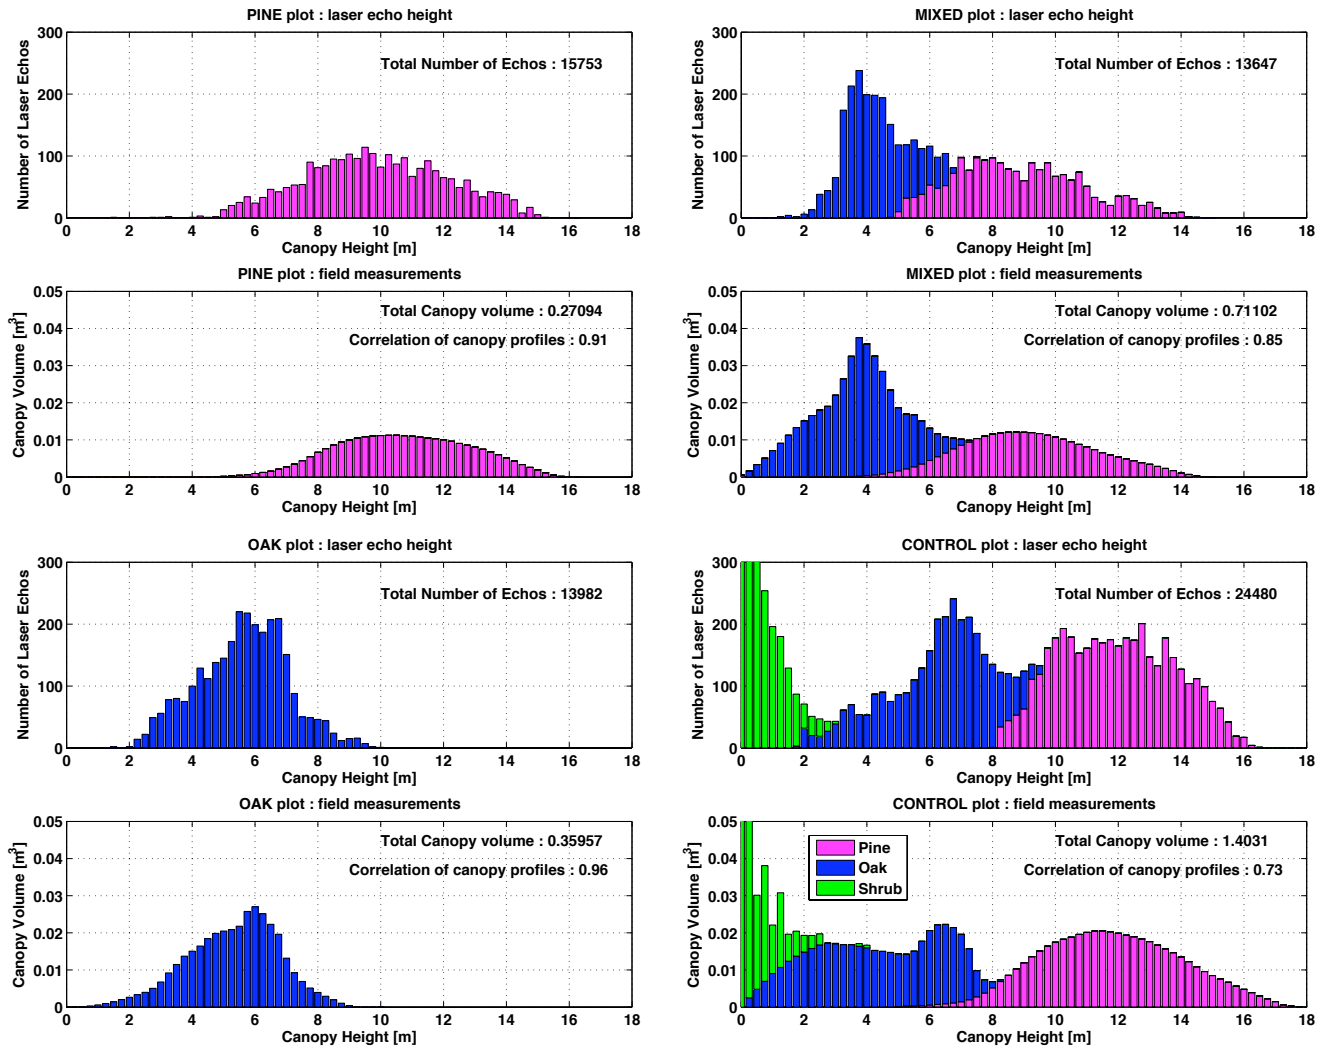 PINE plot : laser echo height
Number of Laser Echos
300
200
100
0
Total Number of Echos : 15753
0 2 4 6 8 10 12 14 16 18
Canopy Height [m]
MIXED plot : laser echo height
Number of Laser Echos
300
200
100
0
Total Number of Echos : 13647
0 2 4 6 8 10 12 14 16 18
Canopy Height [m]
PINE plot : field measurements
Canopy Volume [m³]
0.05
0.04
0.03
0.02
0.01
0
Total Canopy volume : 0.27094
Correlation of canopy profiles : 0.91
0 2 4 6 8 10 12 14 16 18
Canopy Height [m]
MIXED plot : field measurements
Canopy Volume [m³]
0.05
0.04
0.03
0.02
0.01
0
Total Canopy volume : 0.71102
Correlation of canopy profiles : 0.85
0 2 4 6 8 10 12 14 16 18
Canopy Height [m]
OAK plot : laser echo height
Number of Laser Echos
300
200
100
0
Total Number of Echos : 13982
0 2 4 6 8 10 12 14 16 18
Canopy Height [m]
CONTROL plot : laser echo height
Number of Laser Echos
300
200
100
0
Total Number of Echos : 24480
0 2 4 6 8 10 12 14 16 18
Canopy Height [m]
OAK plot : field measurements
Canopy Volume [m³]
0.05
0.04
0.03
0.02
0.01
0
Total Canopy volume : 0.35957
Correlation of canopy profiles : 0.96
0 2 4 6 8 10 12 14 16 18
Canopy Height [m]
CONTROL plot : field measurements
Canopy Volume [m³]
0.05
0.04
0.03
0.02
0.01
0
Pine
Oak
Shrub
Total Canopy volume : 1.4031
Correlation of canopy profiles : 0.73
0 2 4 6 8 10 12 14 16 18
Canopy Height [m]